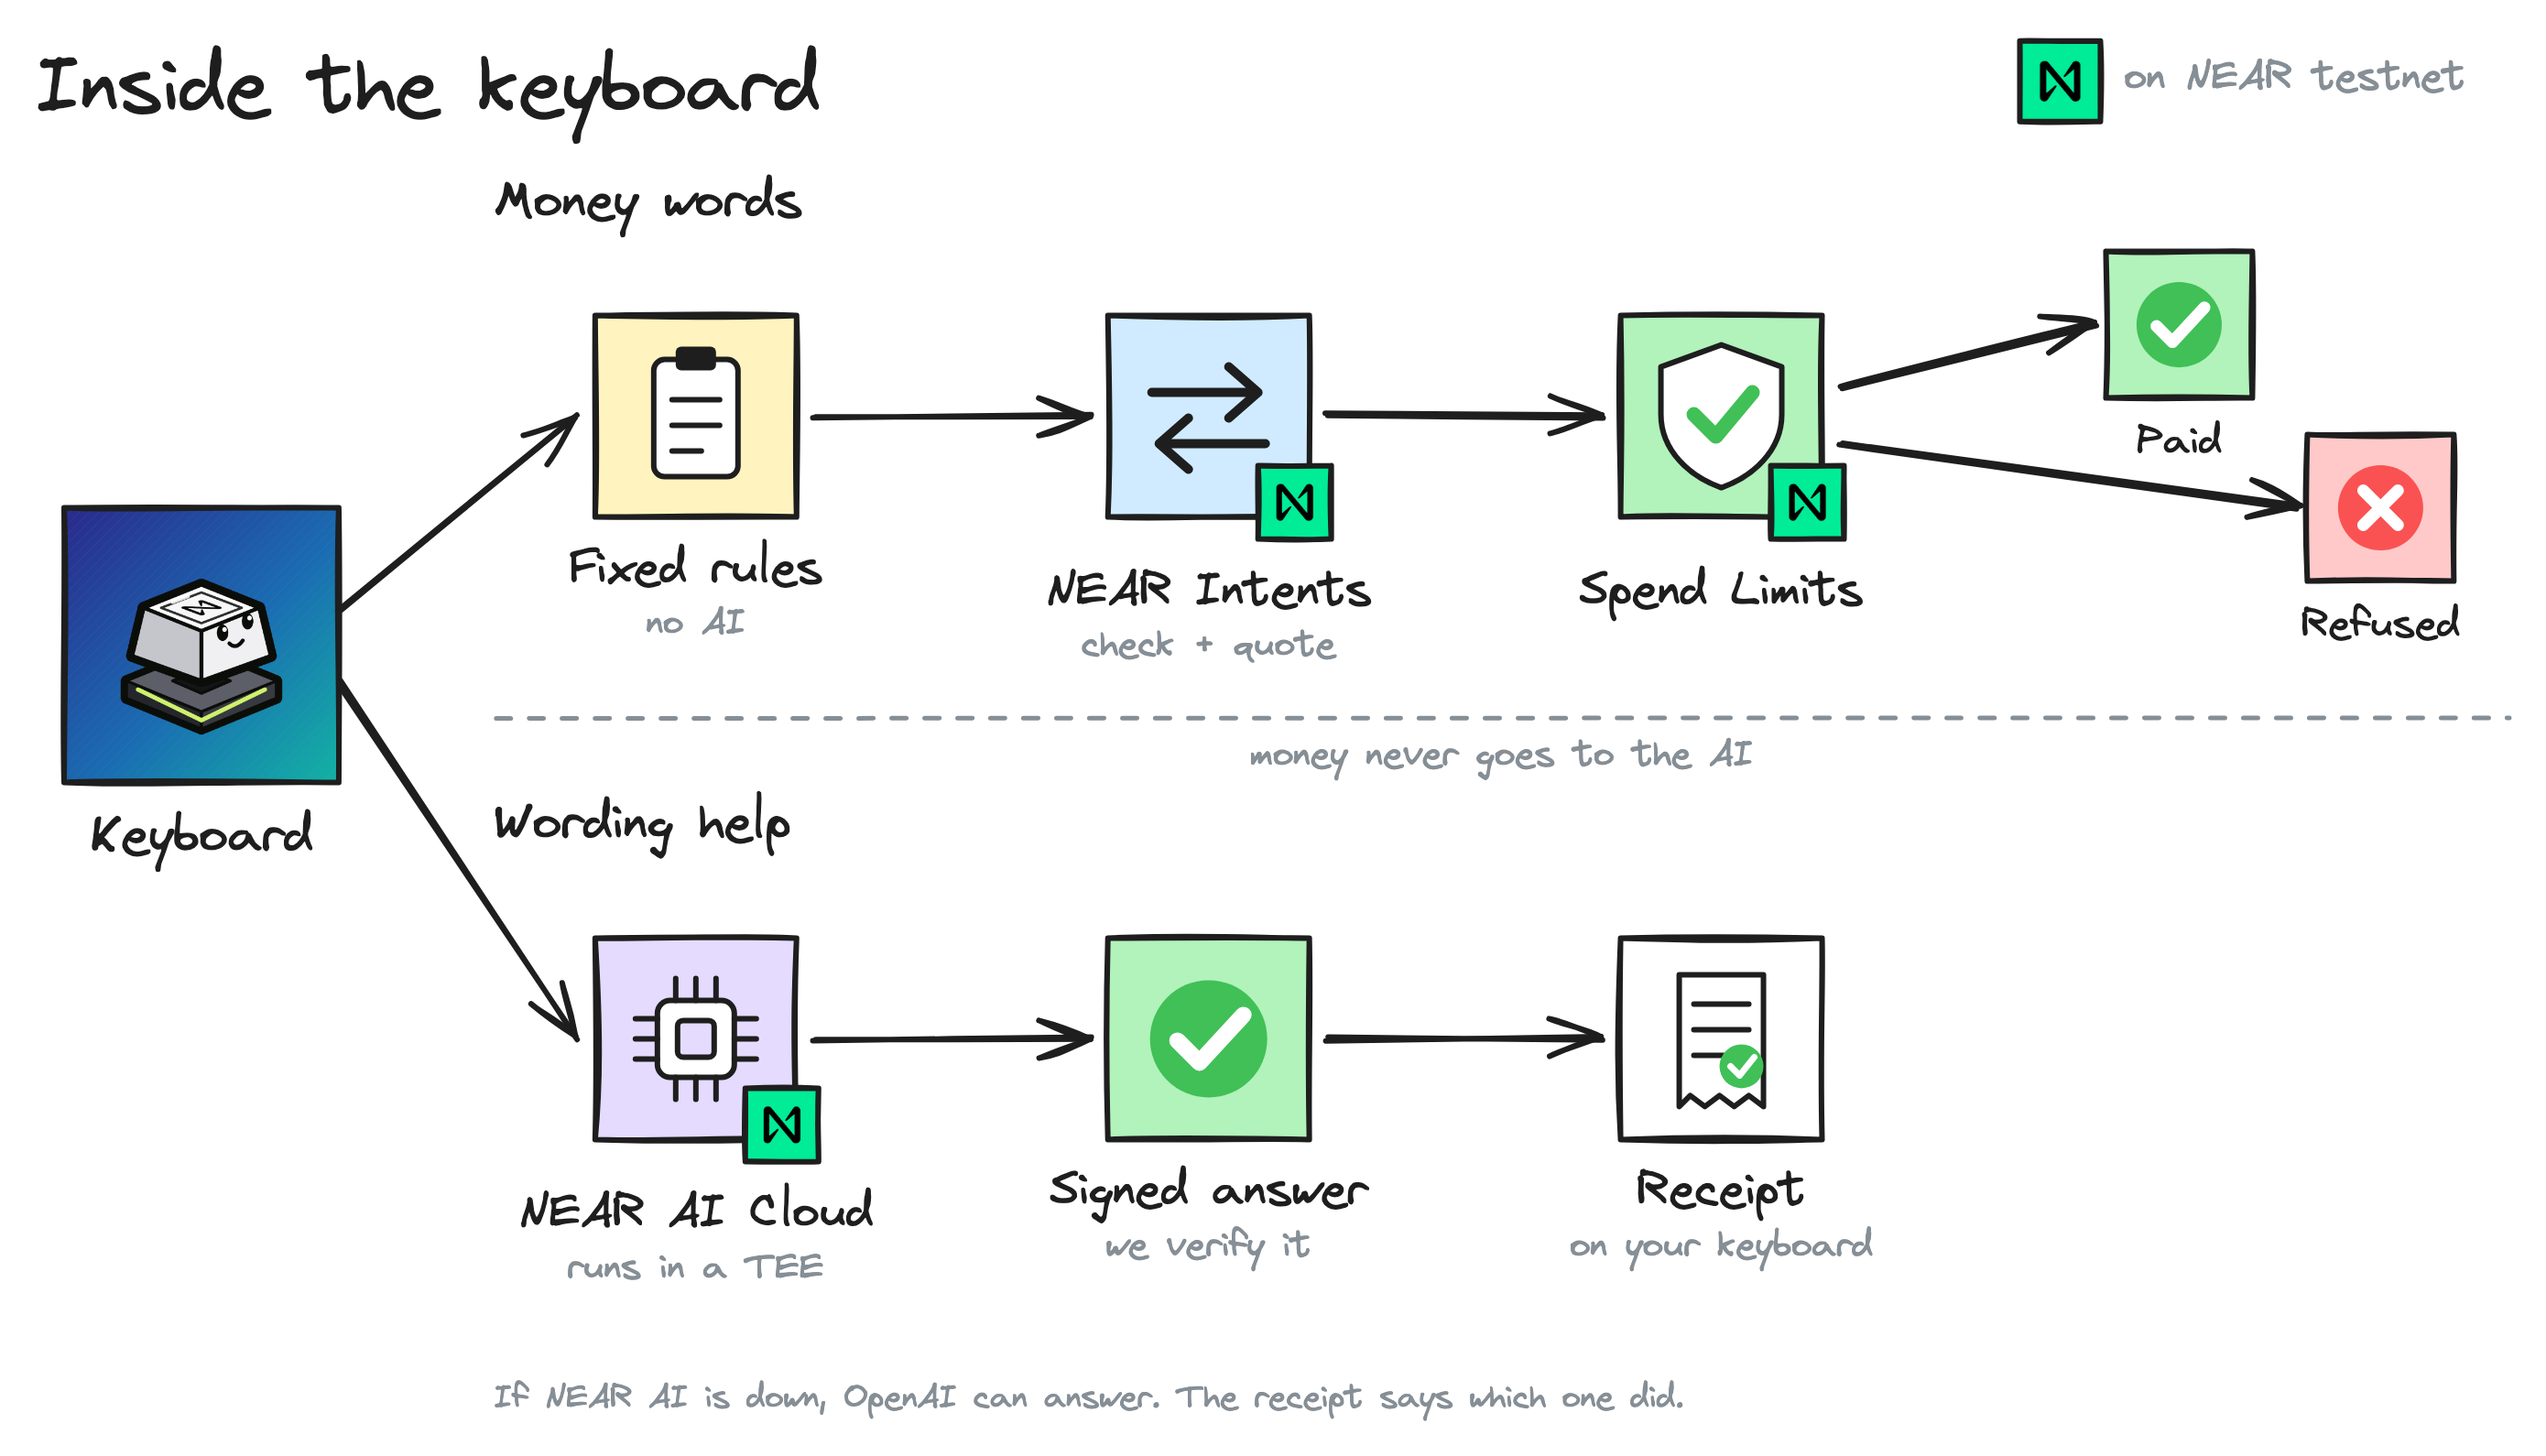 Inside the keyboard
on NEAR testnet
Money words
Paid
Refused
Fixed rules
no AI
NEAR Intents
check + quote
Spend Limits
money never goes to the AI
Keyboard
Wording help
NEAR AI Cloud
runs in a TEE
Signed answer
we verify it
Receipt
on your keyboard
If NEAR AI is down, OpenAI can answer. The receipt says which one did.